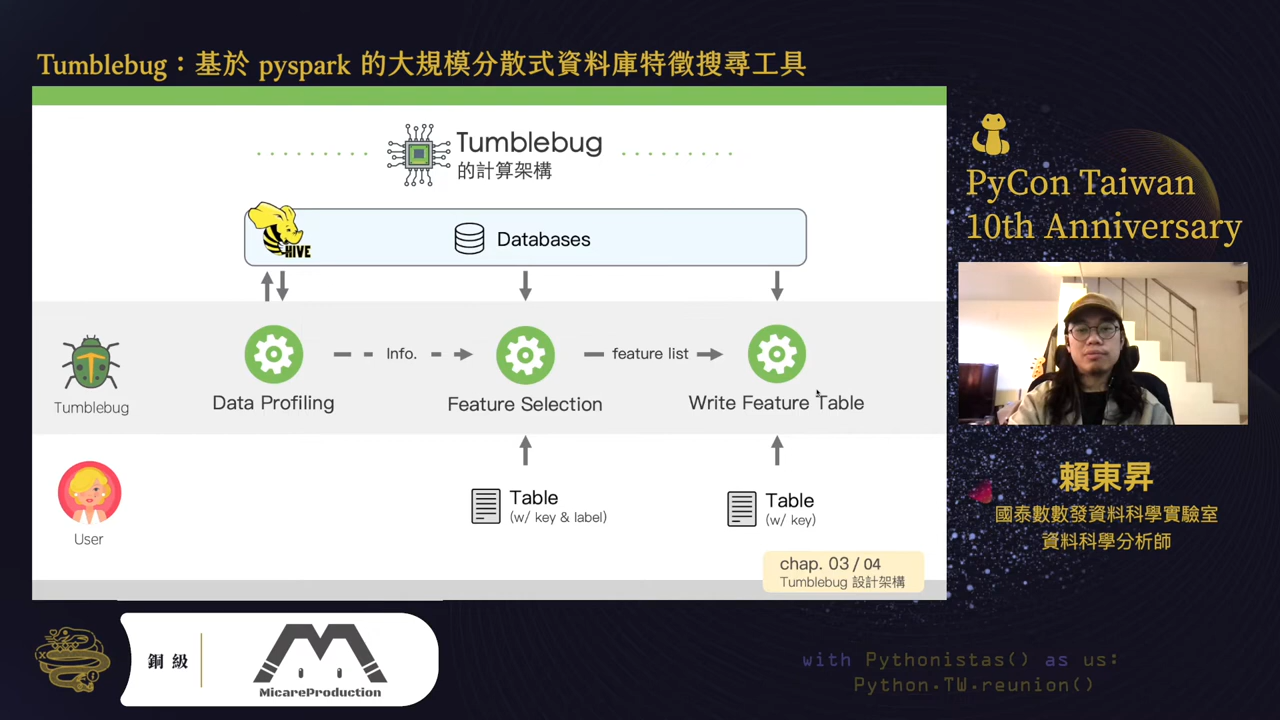 Tumblebug：基於 pyspark 的大規模分散式資料庫特徵搜尋工具
Tumblebug
的計算架構
HIVE
Databases
Info.
feature list
Tumblebug
Data Profiling
Feature Selection
Write Feature Table
User
Table
(w/ key & label)
Table
(w/ key)
chap. 03 / 04
Tumblebug 設計架構
PyCon Taiwan
10th Anniversary
賴東昇
國泰數數發資料科學實驗室
資料科學分析師
銅級
MicareProduction
with Pythonistas() as us:
Python.TW.reunion()